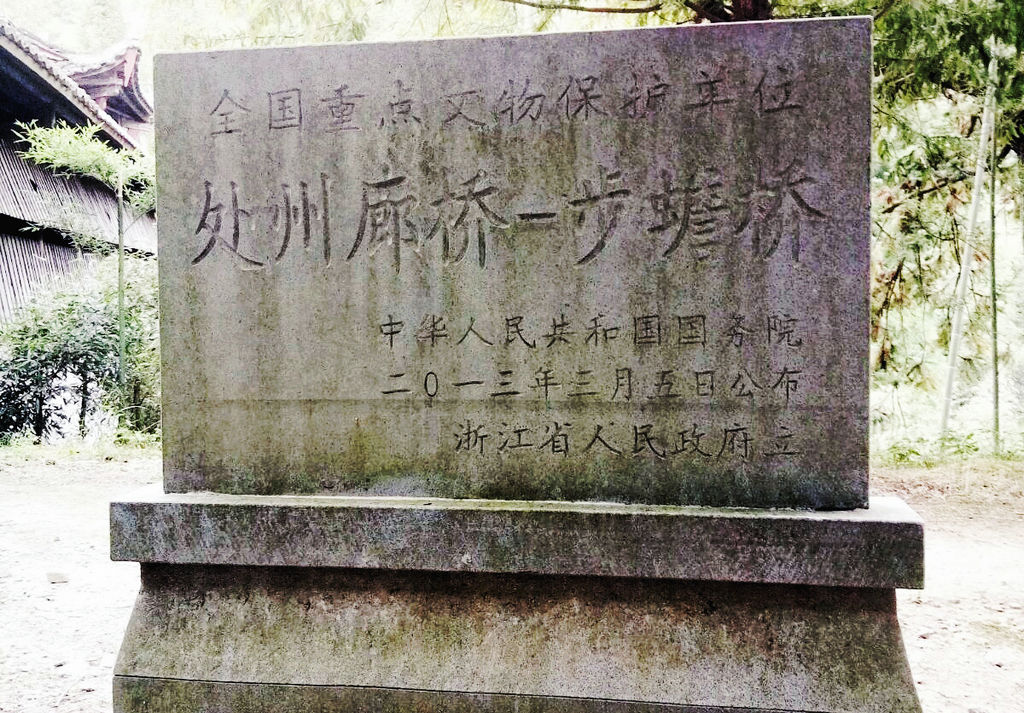 全国重点文物保护单位
处州廊桥-步蟾桥
中华人民共和国国务院
二0一三年三月五日公布
浙江省人民政府立